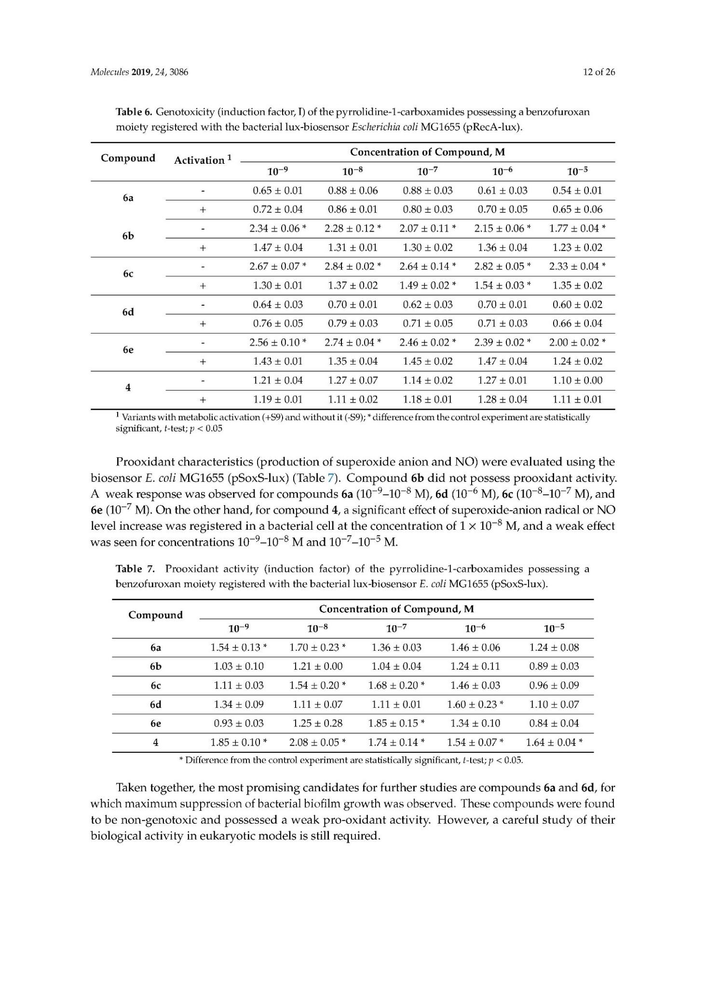 Molecules 2019, 24, 3086 12 of 26
Table 6. Genotoxicity (induction factor, I) of the pyrrolidine-1-carboxamides possessing a benzofuroxan
moiety registered with the bacterial lux-biosensor Escherichia coli MG1655 (pRecA-lux).
Compound Activation ¹ Concentration of Compound, M
10⁻⁹ 10⁻⁸ 10⁻⁷ 10⁻⁶ 10⁻⁵
6a - 0.65 ± 0.01 0.88 ± 0.06 0.88 ± 0.03 0.61 ± 0.03 0.54 ± 0.01
+ 0.72 ± 0.04 0.86 ± 0.01 0.80 ± 0.03 0.70 ± 0.05 0.65 ± 0.06
6b - 2.34 ± 0.06 * 2.28 ± 0.12 * 2.07 ± 0.11 * 2.15 ± 0.06 * 1.77 ± 0.04 *
+ 1.47 ± 0.04 1.31 ± 0.01 1.30 ± 0.02 1.36 ± 0.04 1.23 ± 0.02
6c - 2.67 ± 0.07 * 2.84 ± 0.02 * 2.64 ± 0.14 * 2.82 ± 0.05 * 2.33 ± 0.04 *
+ 1.30 ± 0.01 1.37 ± 0.02 1.49 ± 0.02 * 1.54 ± 0.03 * 1.35 ± 0.02
6d - 0.64 ± 0.03 0.70 ± 0.01 0.62 ± 0.03 0.70 ± 0.01 0.60 ± 0.02
+ 0.76 ± 0.05 0.79 ± 0.03 0.71 ± 0.05 0.71 ± 0.03 0.66 ± 0.04
6e - 2.56 ± 0.10 * 2.74 ± 0.04 * 2.46 ± 0.02 * 2.39 ± 0.02 * 2.00 ± 0.02 *
+ 1.43 ± 0.01 1.35 ± 0.04 1.45 ± 0.02 1.47 ± 0.04 1.24 ± 0.02
4 - 1.21 ± 0.04 1.27 ± 0.07 1.14 ± 0.02 1.27 ± 0.01 1.10 ± 0.00
+ 1.19 ± 0.01 1.11 ± 0.02 1.18 ± 0.01 1.28 ± 0.04 1.11 ± 0.01
¹ Variants with metabolic activation (+S9) and without it (-S9); * difference from the control experiment are statistically
significant, t-test; p < 0.05
Prooxidant characteristics (production of superoxide anion and NO) were evaluated using the
biosensor E. coli MG1655 (pSoxS-lux) (Table 7). Compound 6b did not possess prooxidant activity.
A weak response was observed for compounds 6a (10⁻⁹–10⁻⁸ M), 6d (10⁻⁶ M), 6c (10⁻⁸–10⁻⁷ M), and
6e (10⁻⁷ M). On the other hand, for compound 4, a significant effect of superoxide-anion radical or NO
level increase was registered in a bacterial cell at the concentration of 1 × 10⁻⁸ M, and a weak effect
was seen for concentrations 10⁻⁹–10⁻⁸ M and 10⁻⁷–10⁻⁵ M.
Table 7. Prooxidant activity (induction factor) of the pyrrolidine-1-carboxamides possessing a
benzofuroxan moiety registered with the bacterial lux-biosensor E. coli MG1655 (pSoxS-lux).
Compound Concentration of Compound, M
10⁻⁹ 10⁻⁸ 10⁻⁷ 10⁻⁶ 10⁻⁵
6a 1.54 ± 0.13 * 1.70 ± 0.23 * 1.36 ± 0.03 1.46 ± 0.06 1.24 ± 0.08
6b 1.03 ± 0.10 1.21 ± 0.00 1.04 ± 0.04 1.24 ± 0.11 0.89 ± 0.03
6c 1.11 ± 0.03 1.54 ± 0.20 * 1.68 ± 0.20 * 1.46 ± 0.03 0.96 ± 0.09
6d 1.34 ± 0.09 1.11 ± 0.07 1.11 ± 0.01 1.60 ± 0.23 * 1.10 ± 0.07
6e 0.93 ± 0.03 1.25 ± 0.28 1.85 ± 0.15 * 1.34 ± 0.10 0.84 ± 0.04
4 1.85 ± 0.10 * 2.08 ± 0.05 * 1.74 ± 0.14 * 1.54 ± 0.07 * 1.64 ± 0.04 *
* Difference from the control experiment are statistically significant, t-test; p < 0.05.
Taken together, the most promising candidates for further studies are compounds 6a and 6d, for
which maximum suppression of bacterial biofilm growth was observed. These compounds were found
to be non-genotoxic and possessed a weak pro-oxidant activity. However, a careful study of their
biological activity in eukaryotic models is still required.